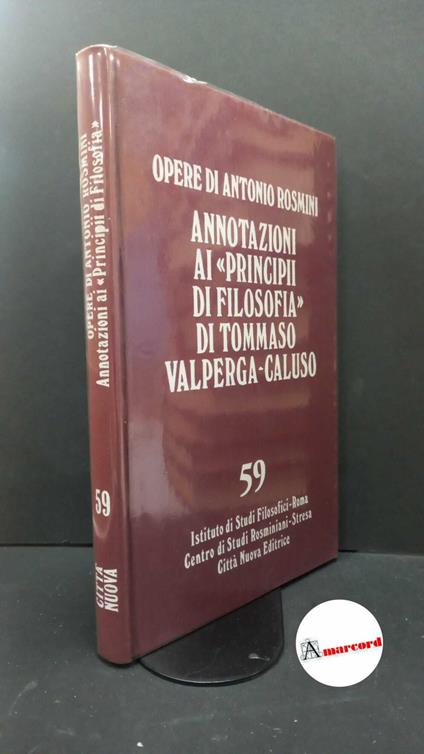 OPERE DI ANTONIO ROSMINI
ANNOTAZIONI
AI «PRINCIPII
DI FILOSOFIA»
DI TOMMASO
VALPERGA-CALUSO
59
Istituto di Studi Filosofici-Roma
Centro di Studi Rosminiani-Stresa
Città Nuova Editrice
OPERE DI ANTONIO ROSMINI
Annotazioni ai «Principii di Filosofia»
59
CITTÀ
NUOVA
Amarcord